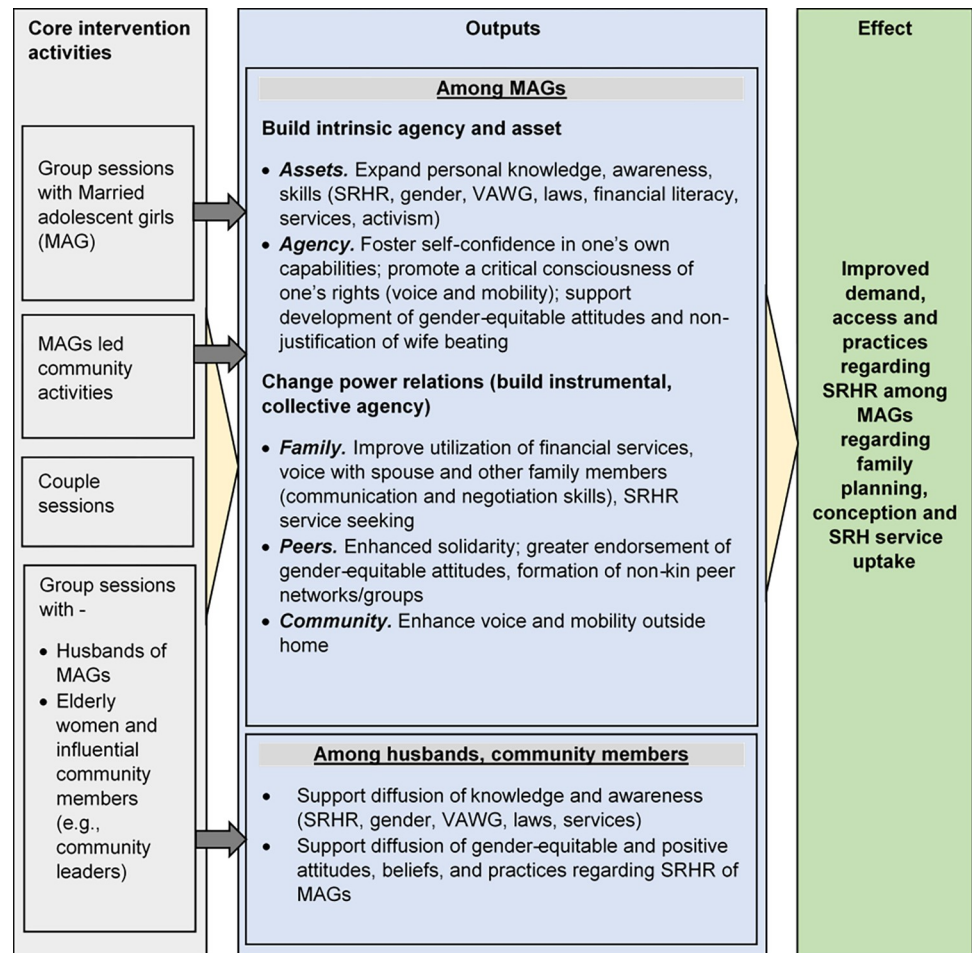 Core intervention
activities
Group sessions
with Married
adolescent girls
(MAG)
MAGs led
community
activities
Couple
sessions
Group sessions
with -
• Husbands of
MAGs
• Elderly
women and
influential
community
members
(e.g.,
community
leaders)
Outputs
Among MAGs
Build intrinsic agency and asset
• Assets. Expand personal knowledge, awareness,
skills (SRHR, gender, VAWG, laws, financial literacy,
services, activism)
• Agency. Foster self-confidence in one's own
capabilities; promote a critical consciousness of
one's rights (voice and mobility); support
development of gender-equitable attitudes and non-
justification of wife beating
Change power relations (build instrumental,
collective agency)
• Family. Improve utilization of financial services,
voice with spouse and other family members
(communication and negotiation skills), SRHR
service seeking
• Peers. Enhanced solidarity; greater endorsement of
gender-equitable attitudes, formation of non-kin peer
networks/groups
• Community. Enhance voice and mobility outside
home
Among husbands, community members
• Support diffusion of knowledge and awareness
(SRHR, gender, VAWG, laws, services)
• Support diffusion of gender-equitable and positive
attitudes, beliefs, and practices regarding SRHR of
MAGs
Effect
Improved
demand,
access and
practices
regarding
SRHR among
MAGs
regarding
family
planning,
conception and
SRH service
uptake